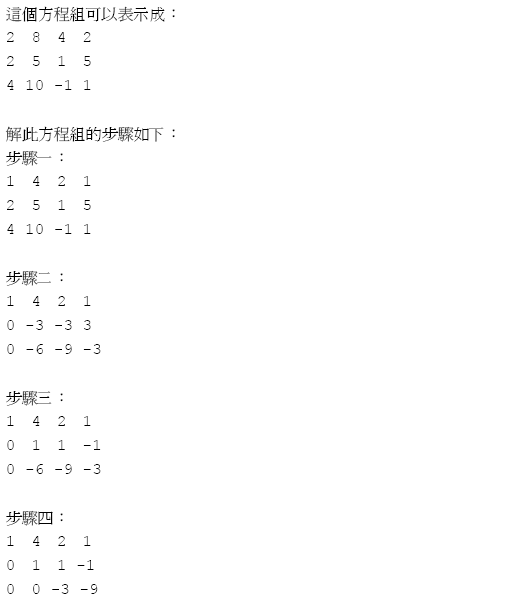 這個方程組可以表示成：
2 8 4 2
2 5 1 5
4 10 -1 1
解此方程組的步驟如下：
步驟一：
1 4 2 1
2 5 1 5
4 10 -1 1
步驟二：
1 4 2 1
0 -3 -3 3
0 -6 -9 -3
步驟三：
1 4 2 1
0 1 1 -1
0 -6 -9 -3
步驟四：
1 4 2 1
0 1 1 -1
0 0 -3 -9